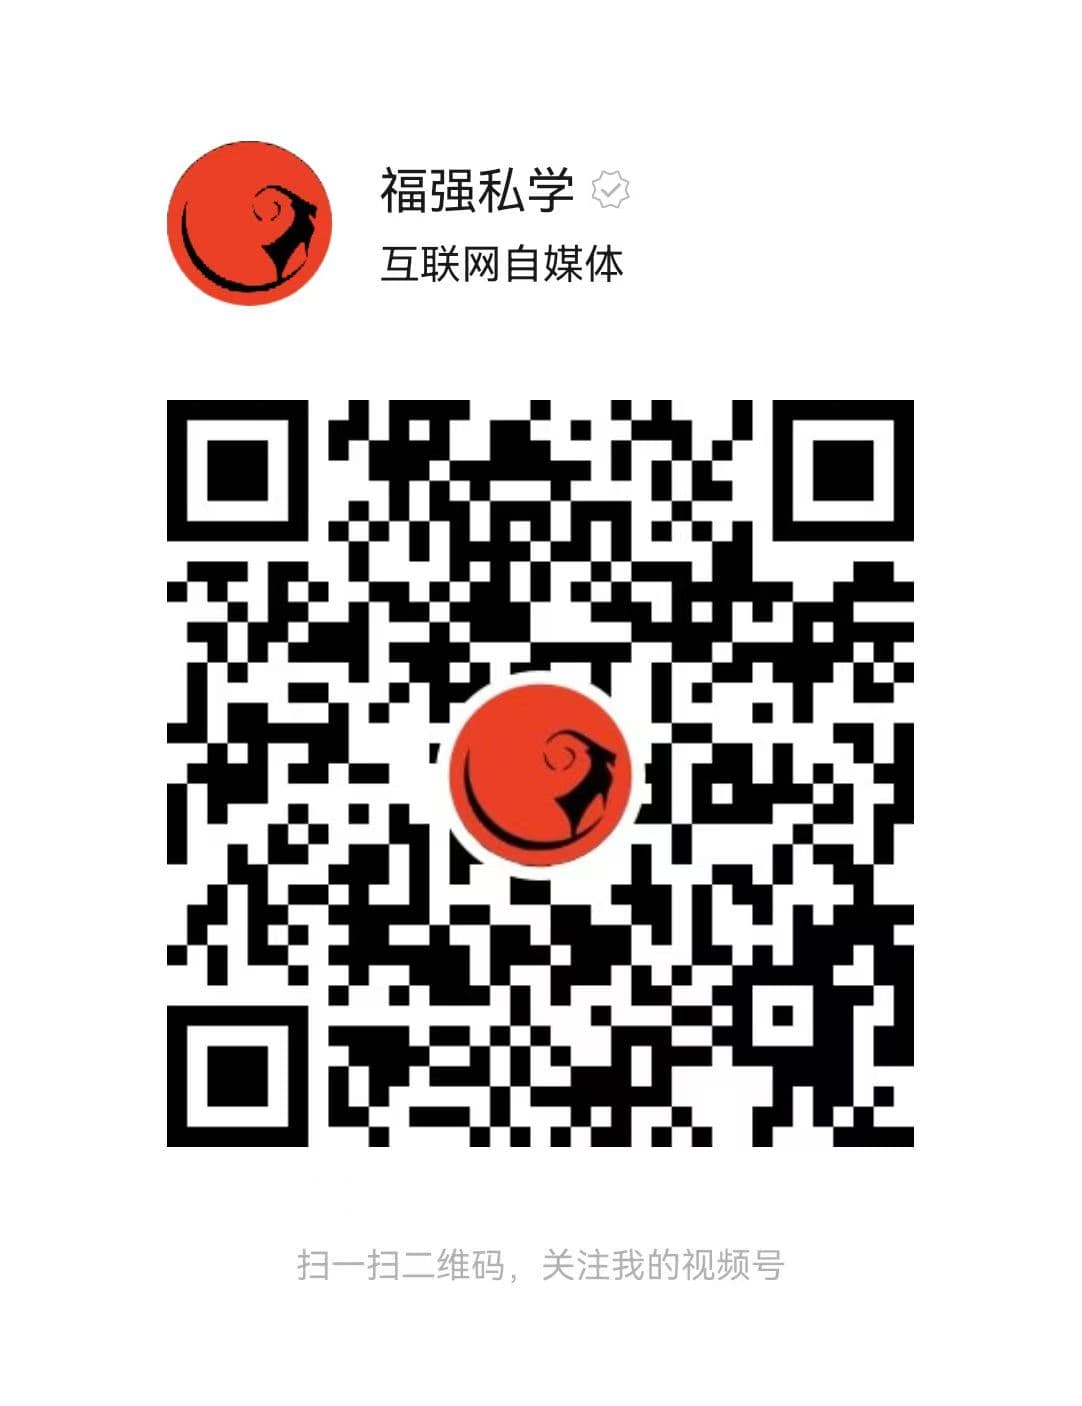 福强私学
互联网自媒体
扫一扫二维码，关注我的视频号